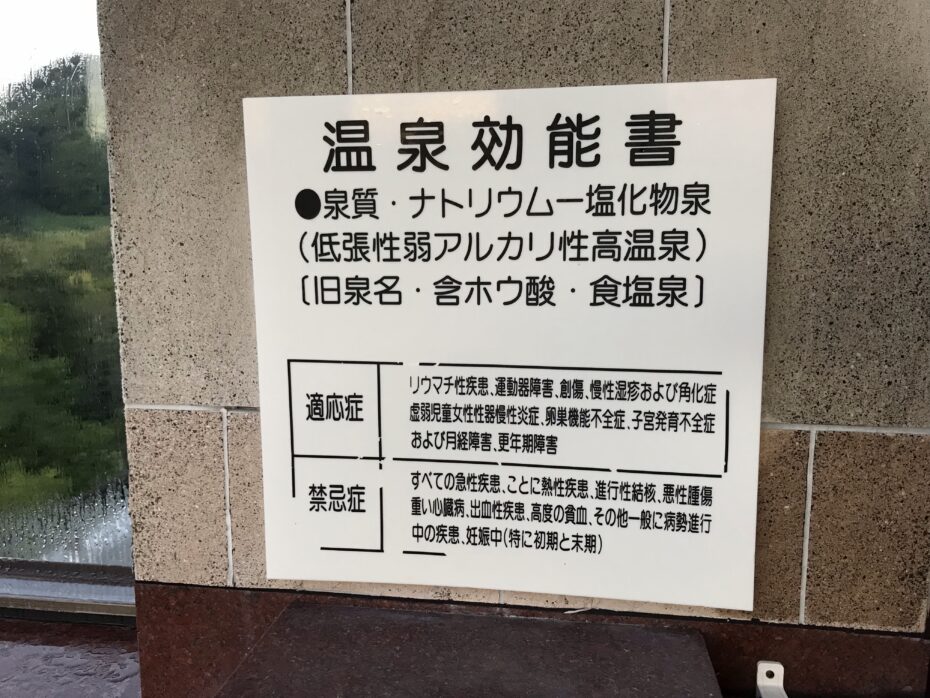 温泉効能書
●泉質・ナトリウムー塩化物泉
(低張性弱アルカリ性高温泉)
〔旧泉名・含ホウ酸・食塩泉〕
適応症
リウマチ性疾患、運動器障害、創傷、慢性湿疹および角化症
虚弱児童女性性器慢性炎症、卵巣機能不全症、子宮発育不全症
および月経障害、更年期障害
禁忌症
すべての急性疾患、ことに熱性疾患、進行性結核、悪性腫傷
重い心臓病、出血性疾患、高度の貧血、その他一般に病勢進行
中の疾患、妊娠中(特に初期と末期)